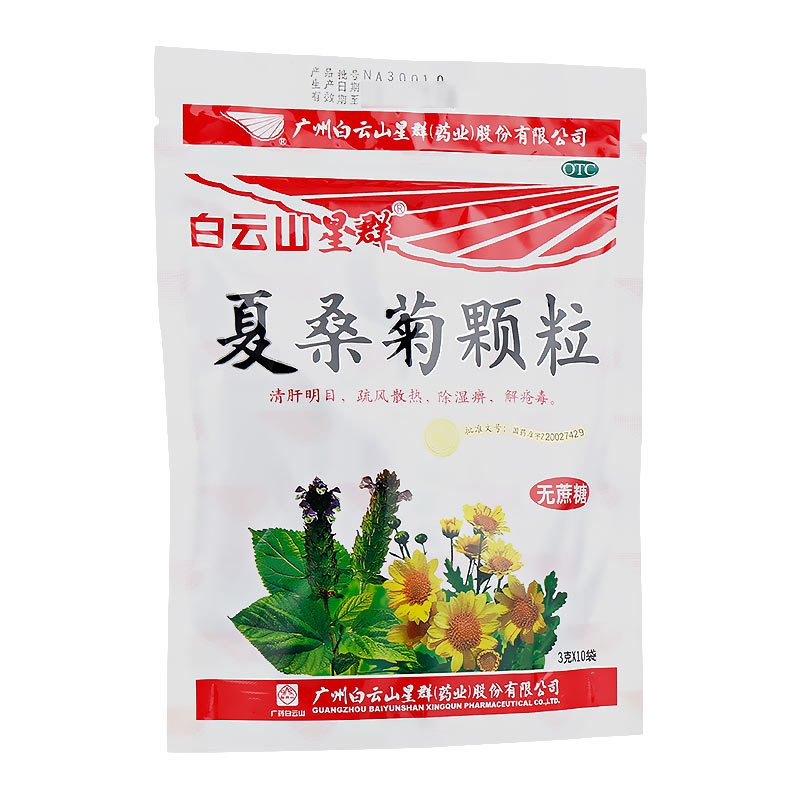 产品批号NA30010
生产日期
有效期至
广州白云山星群(药业)股份有限公司
OTC
白云山星群®
夏桑菊颗粒
清肝明目、疏风散热、除湿痹、解疮毒。
批准文号：国药准字Z20027429
无蔗糖
3克X10袋
广药白云山
广州白云山星群(药业)股份有限公司
GUANGZHOU BAIYUNSHAN XINGQUN PHARMACEUTICAL CO.,LTD.